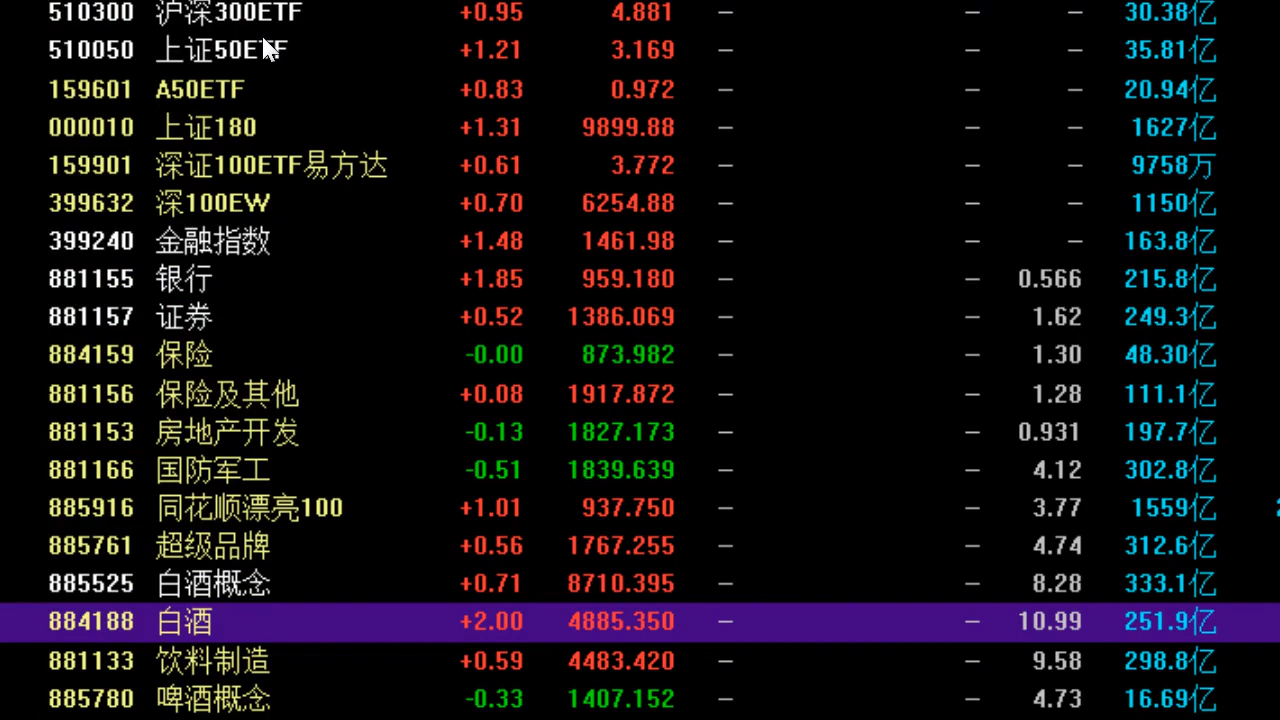 510300 沪深300ETF +0.95 4.881 — — 30.38亿
510050 上证50ETF +1.21 3.169 — — 35.81亿
159601 A50ETF +0.83 0.972 — — 20.94亿
000010 上证180 +1.31 9899.88 — — 1627亿
159901 深证100ETF易方达 +0.61 3.772 — — 9758万
399632 深100EW +0.70 6254.88 — — 1150亿
399240 金融指数 +1.48 1461.98 — — 163.8亿
881155 银行 +1.85 959.180 — — 0.566 215.8亿
881157 证券 +0.52 1386.069 — — 1.62 249.3亿
884159 保险 -0.00 873.982 — — 1.30 48.30亿
881156 保险及其他 +0.08 1917.872 — — 1.28 111.1亿
881153 房地产开发 -0.13 1827.173 — — 0.931 197.7亿
881166 国防军工 -0.51 1839.639 — — 4.12 302.8亿
885916 同花顺漂亮100 +1.01 937.750 — — 3.77 1559亿
885761 超级品牌 +0.56 1767.255 — — 4.74 312.6亿
885525 白酒概念 +0.71 8710.395 — — 8.28 333.1亿
884188 白酒 +2.00 4885.350 — — 10.99 251.9亿
881133 饮料制造 +0.59 4483.420 — — 9.58 298.8亿
885780 啤酒概念 -0.33 1407.152 — — 4.73 16.69亿